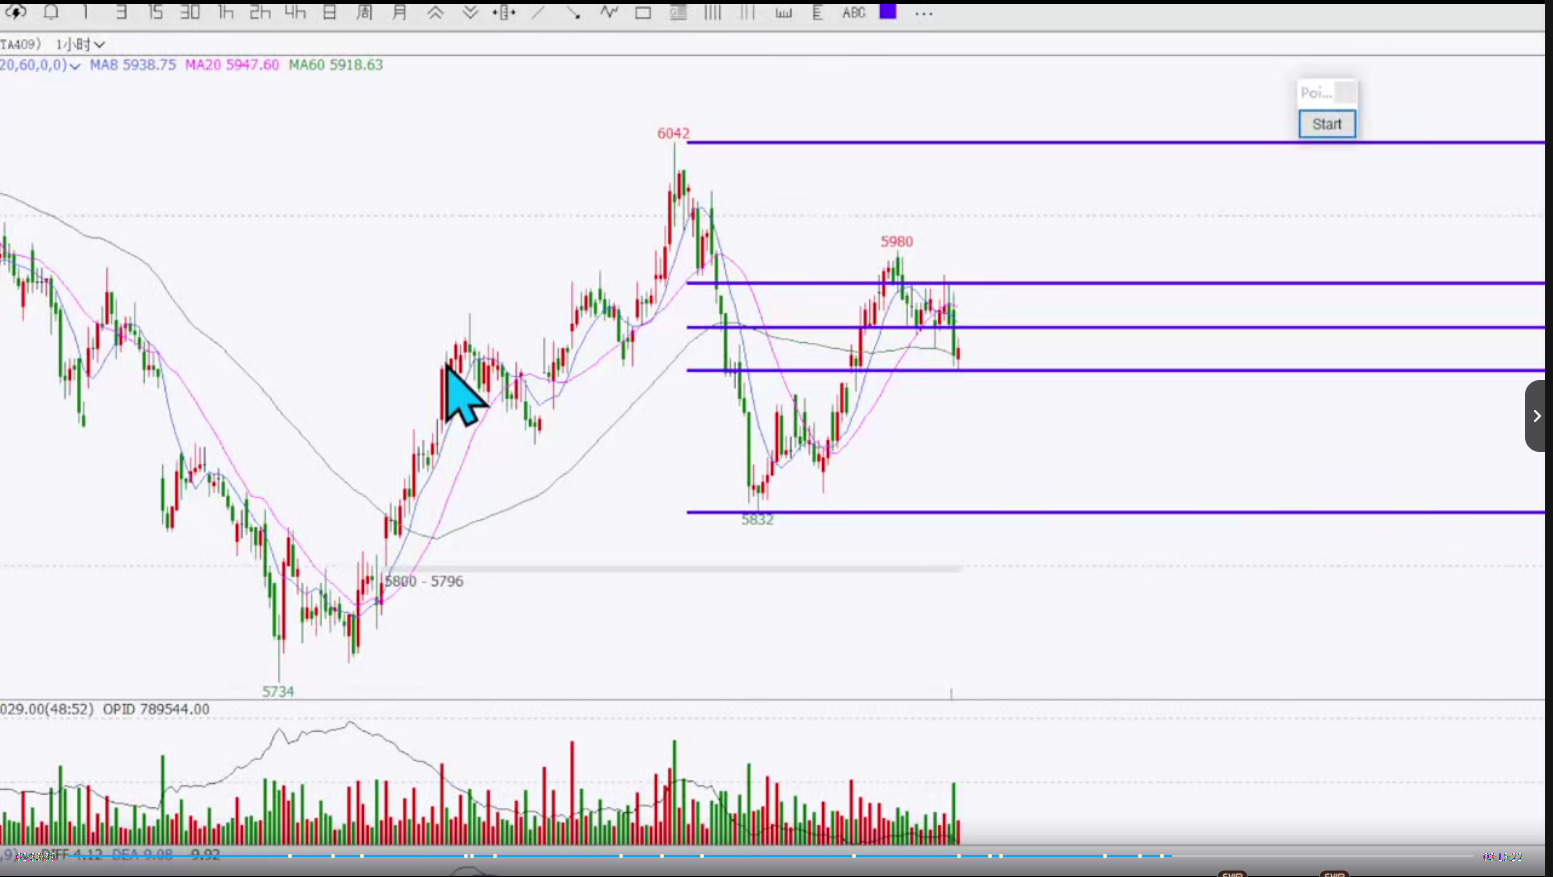 1 3 15 30 1h 2h 4h 日 周 月 ABC ...
TA409) 1小时
20,60,0,0) MA8 5938.75 MA20 5947.60 MA60 5918.63
Poi...
Start
6042
5980
5832
5800 - 5796
5734
029.00(48:52) OPID 789544.00
,9) DIFF 4.12 DEA 9.08 -9.92